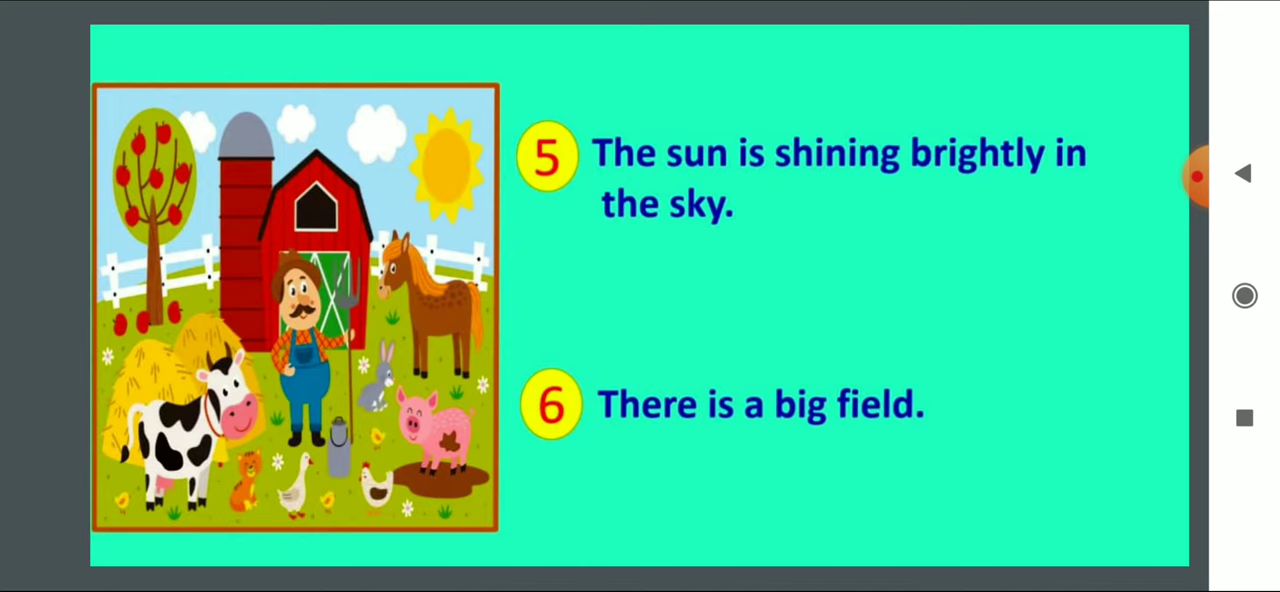 5 The sun is shining brightly in
the sky.
6 There is a big field.